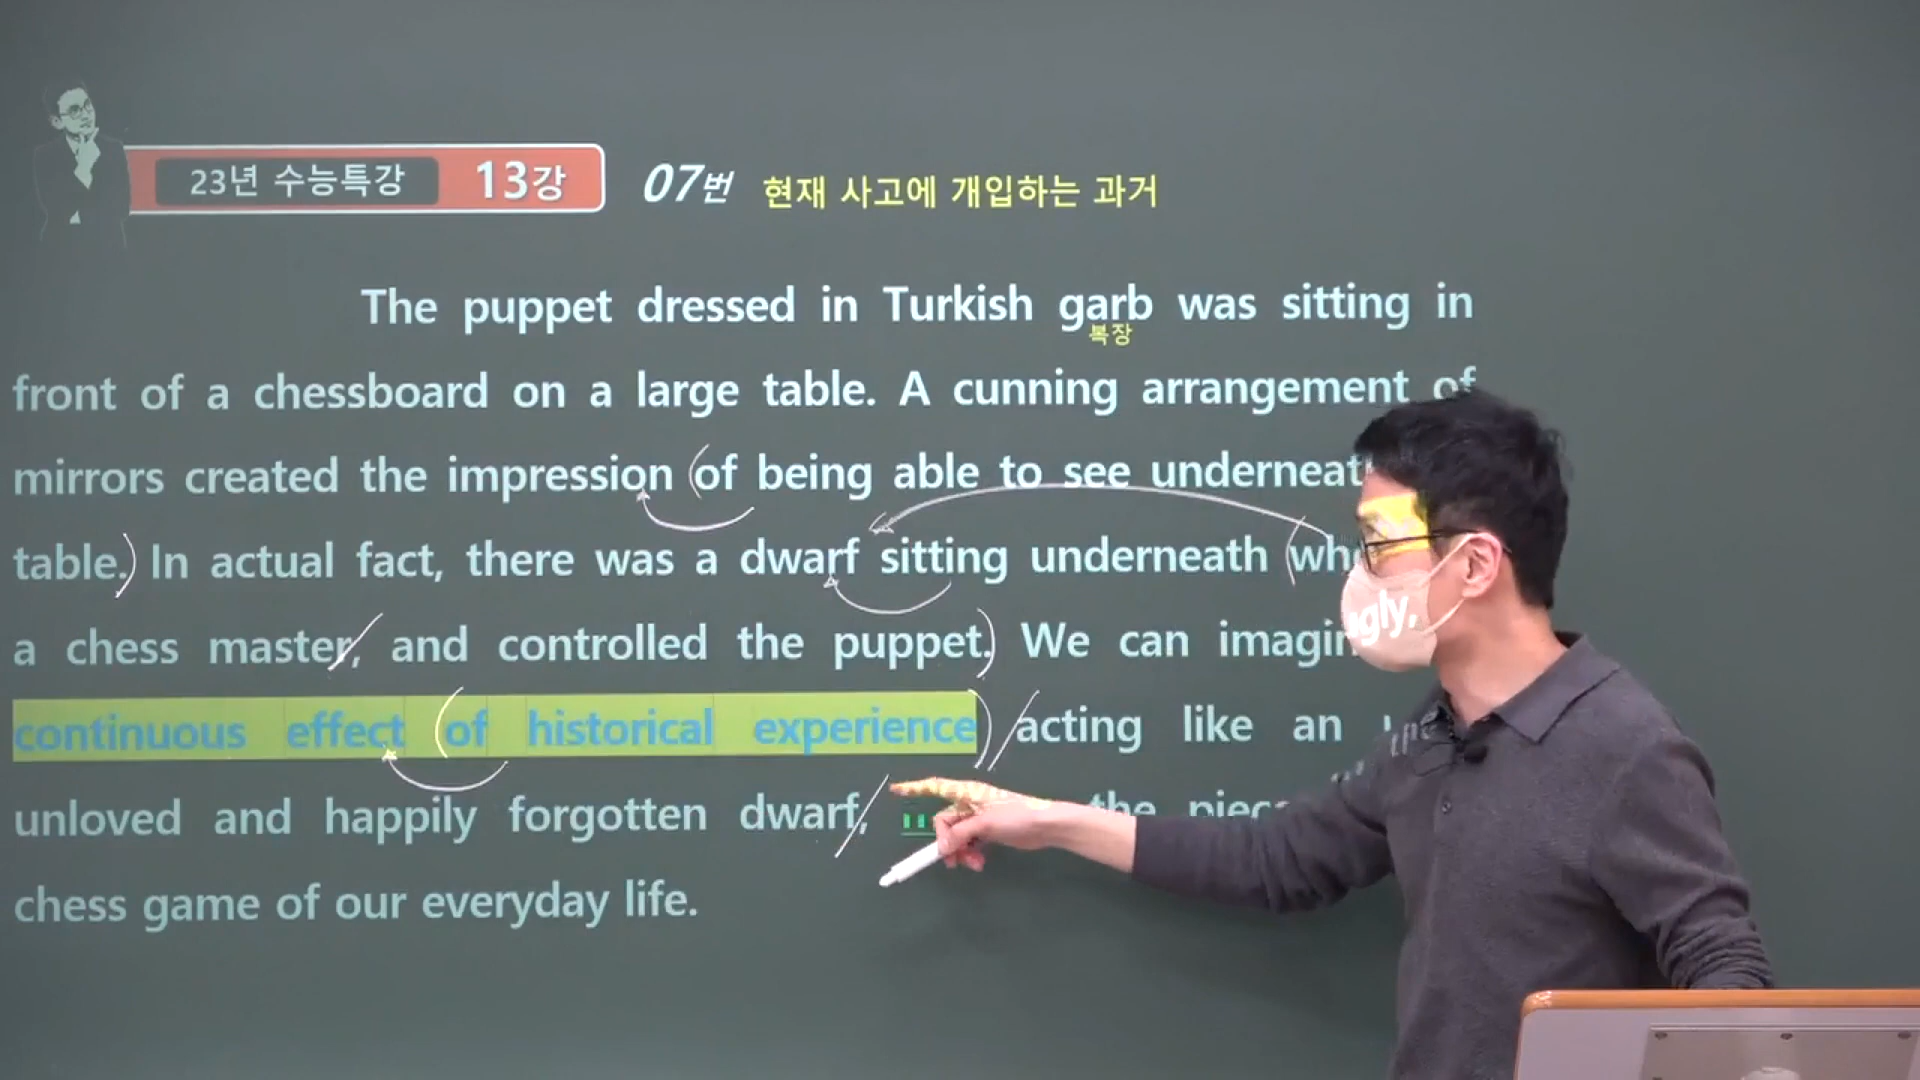 23년 수능특강 13강 07번 현재 사고에 개입하는 과거
The puppet dressed in Turkish garb was sitting in
복장
front of a chessboard on a large table. A cunning arrangement of
mirrors created the impression (of being able to see
table.) In actual fact, there was a dwarf sitting underneath
a chess master, and controlled the puppet.) We can
continuous effect (of historical experience) acting like an ugly,
unloved and happily forgotten dwarf, the
chess game of our everyday life.